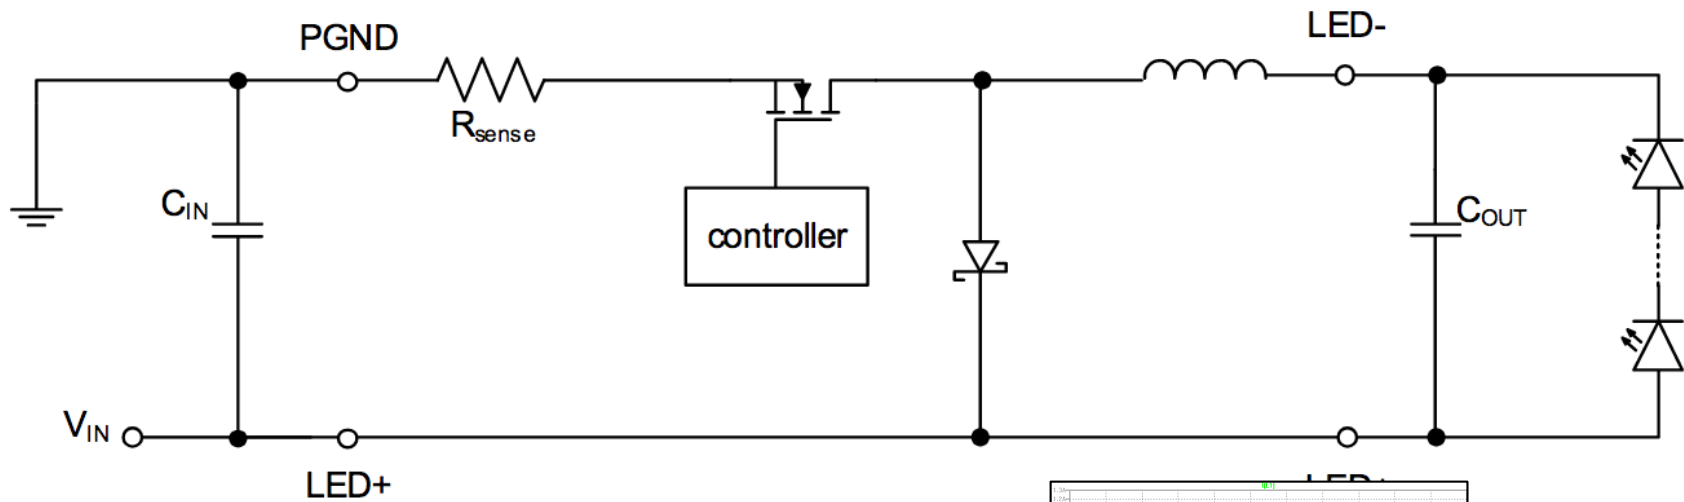 PGND
LED-
Rsense
CIN
controller
COUT
VIN
LED+